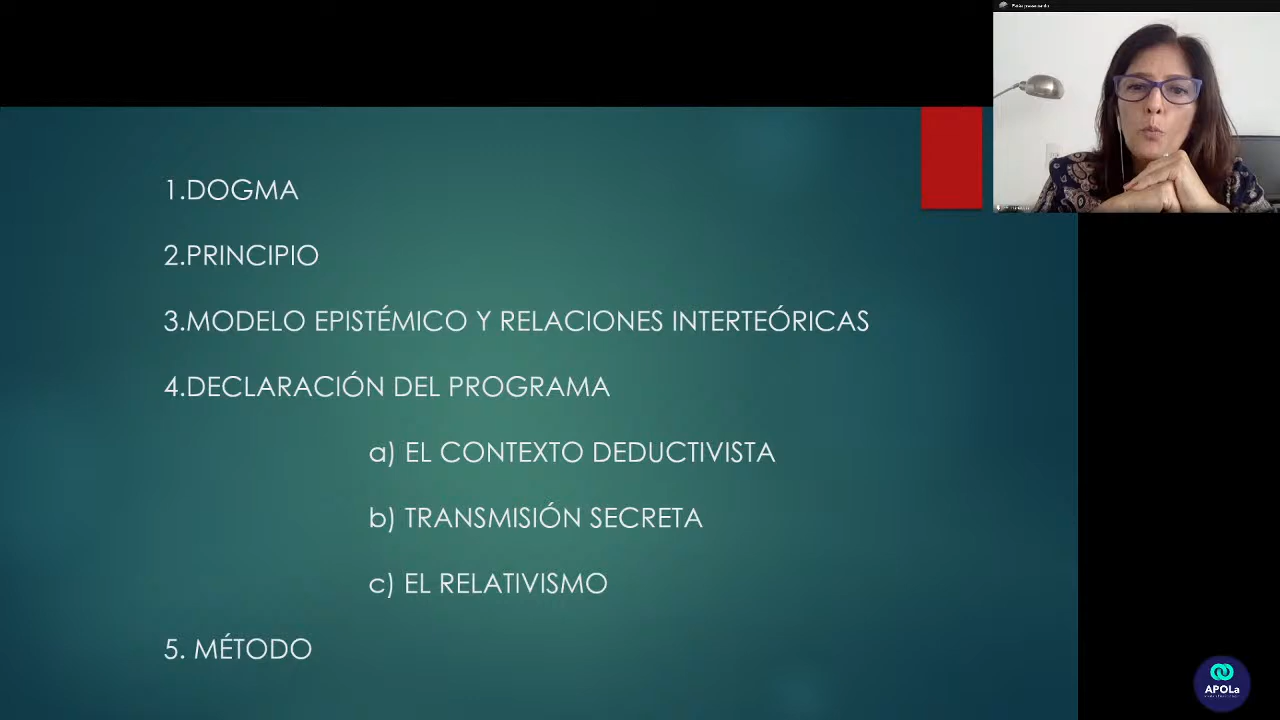 1.DOGMA
2.PRINCIPIO
3.MODELO EPISTÉMICO Y RELACIONES INTERTEÓRICAS
4.DECLARACIÓN DEL PROGRAMA
a) EL CONTEXTO DEDUCTIVISTA
b) TRANSMISIÓN SECRETA
c) EL RELATIVISMO
5. MÉTODO
APOLa